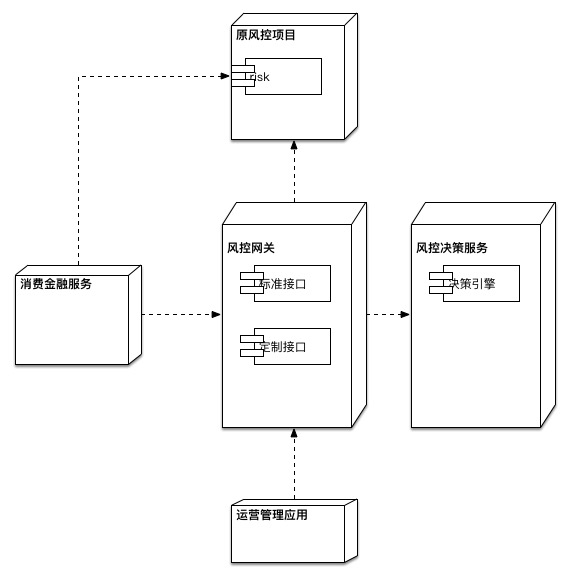 原风控项目
risk
风控网关
标准接口
定制接口
风控决策服务
决策引擎
消费金融服务
运营管理应用